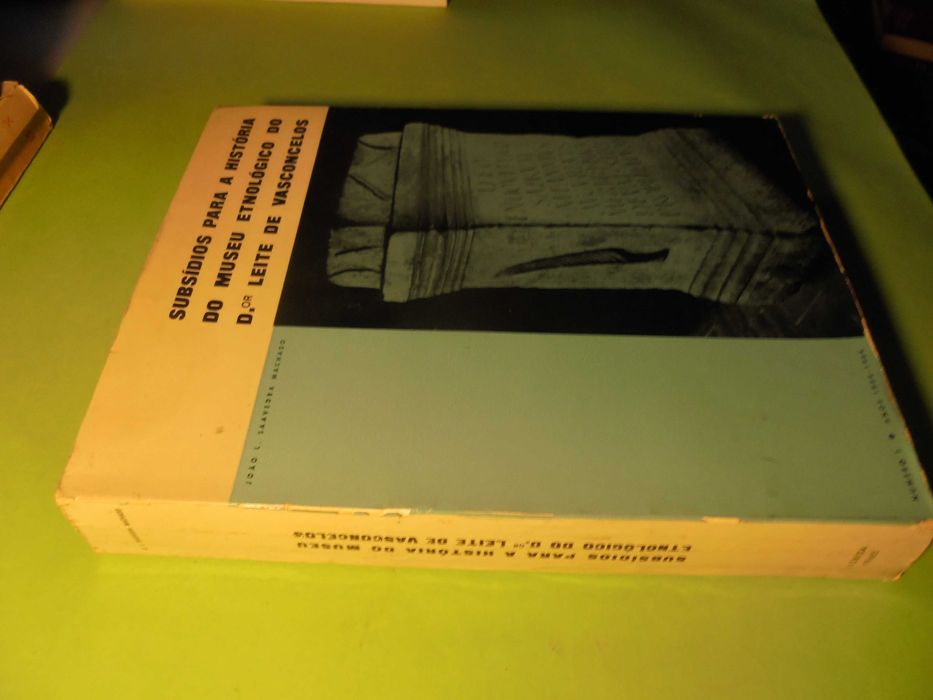 SUBSÍDIOS PARA A HISTÓRIA
DO MUSEU ETNOLÓGICO DO
D.OR LEITE DE VASCONCELOS
JOÃO L. SAAVEDRA MACHADO
SUBSÍDIOS PARA A HISTÓRIA DO MUSEU
ETNOLÓGICO DO D.OR LEITE DE VASCONCELOS
LISBOA